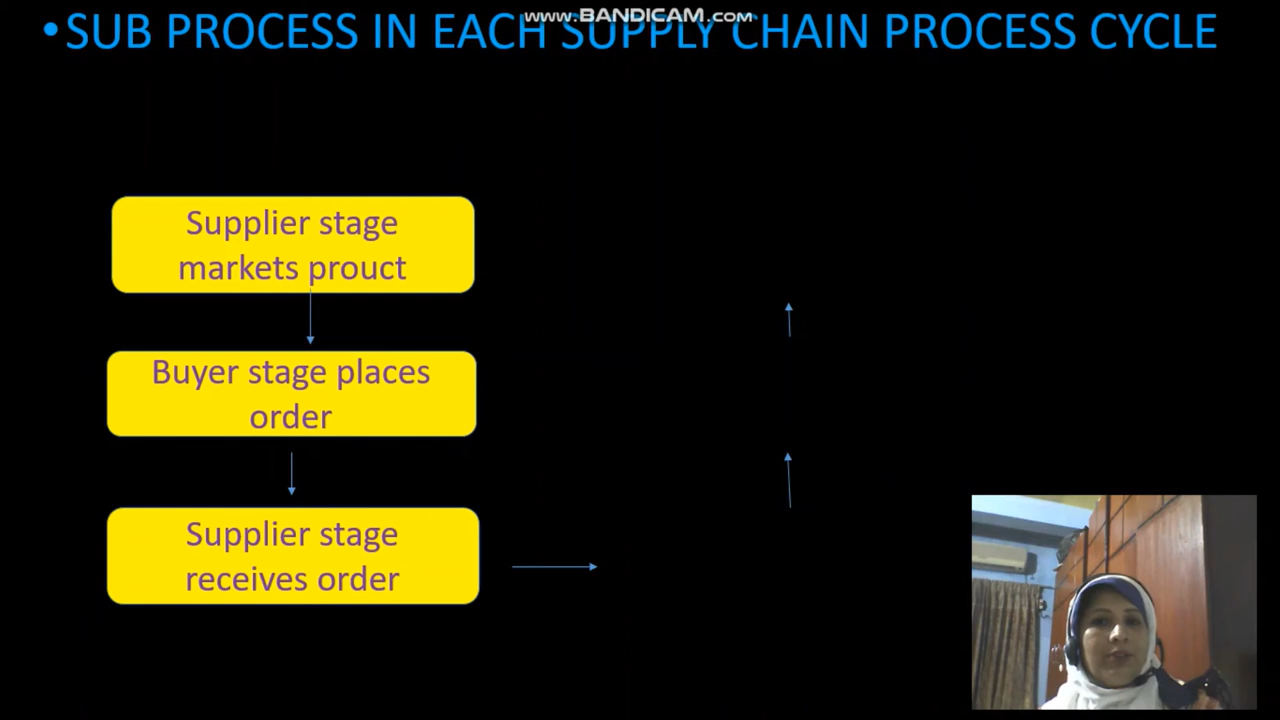 www.BANDICAM.com
• SUB PROCESS IN EACH SUPPLY CHAIN PROCESS CYCLE
Supplier stage
markets prouct
Buyer stage places
order
Supplier stage
receives order